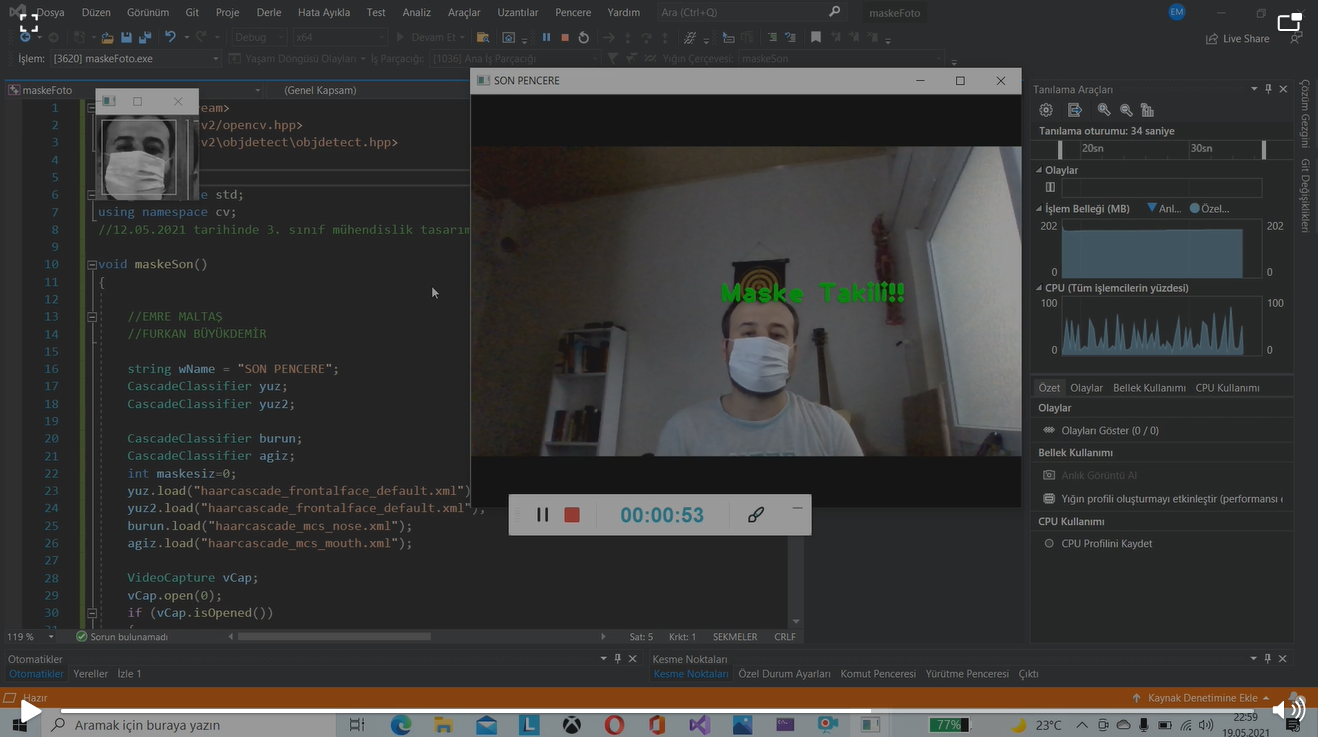 Dosya Düzen Görünüm Git Proje Derle Hata Ayıkla Test Analiz Araçlar Uzantılar Pencere Yardım Ara (Ctrl+Q) maskeFoto EM
Debug x64 Devam Et Live Share
İşlem: [3620] maskeFoto.exe Yaşam Döngüsü Olayları İş Parçacığı: [1036] Ana İş Parçacığı Yığın Çerçevesi: maskeSon
maskeFoto (Genel Kapsam)
1 ream>
2 v2/opencv.hpp>
3 v2\objdetect\objdetect.hpp>
4
5
6 e std;
7 using namespace cv;
8 //12.05.2021 tarihinde 3. sınıf mühendislik tasarım
9
10 void maskeSon()
11 {
12
13 //EMRE MALTAŞ
14 //FURKAN BÜYÜKDEMİR
15
16 string wName = "SON PENCERE";
17 CascadeClassifier yuz;
18 CascadeClassifier yuz2;
19
20 CascadeClassifier burun;
21 CascadeClassifier agiz;
22 int maskesiz=0;
23 yuz.load("haarcascade_frontalface_default.xml")
24 yuz2.load("haarcascade_frontalface_default.xml");
25 burun.load("haarcascade_mcs_nose.xml");
26 agiz.load("haarcascade_mcs_mouth.xml");
27
28 VideoCapture vCap;
29 vCap.open(0);
30 if (vCap.isOpened())
SON PENCERE
Maske Takili!!
00:00:53
Tanılama Araçları
Tanılama oturumu: 34 saniye
20sn 30sn
Olaylar
İşlem Belleği (MB) Anl... Özel...
202 202
0 0
CPU (Tüm işlemcilerin yüzdesi)
100 100
0 0
Özet Olaylar Bellek Kullanımı CPU Kullanımı
Olaylar
Olayları Göster (0 / 0)
Bellek Kullanımı
Anlık Görüntü Al
Yığın profili oluşturmayı etkinleştir (performansı e
CPU Kullanımı
CPU Profilini Kaydet
Çözüm Gezgini
Git Değişiklikleri
119 % Sorun bulunamadı Sat: 5 Krkt: 1 SEKMELER CRLF
Otomatikler
Otomatikler Yereller İzle 1
Kesme Noktaları
Kesme Noktaları Özel Durum Ayarları Komut Penceresi Yürütme Penceresi Çıktı
Hazır Kaynak Denetimine Ekle
Aramak için buraya yazın 77% 23°C 22:59
19.05.2021